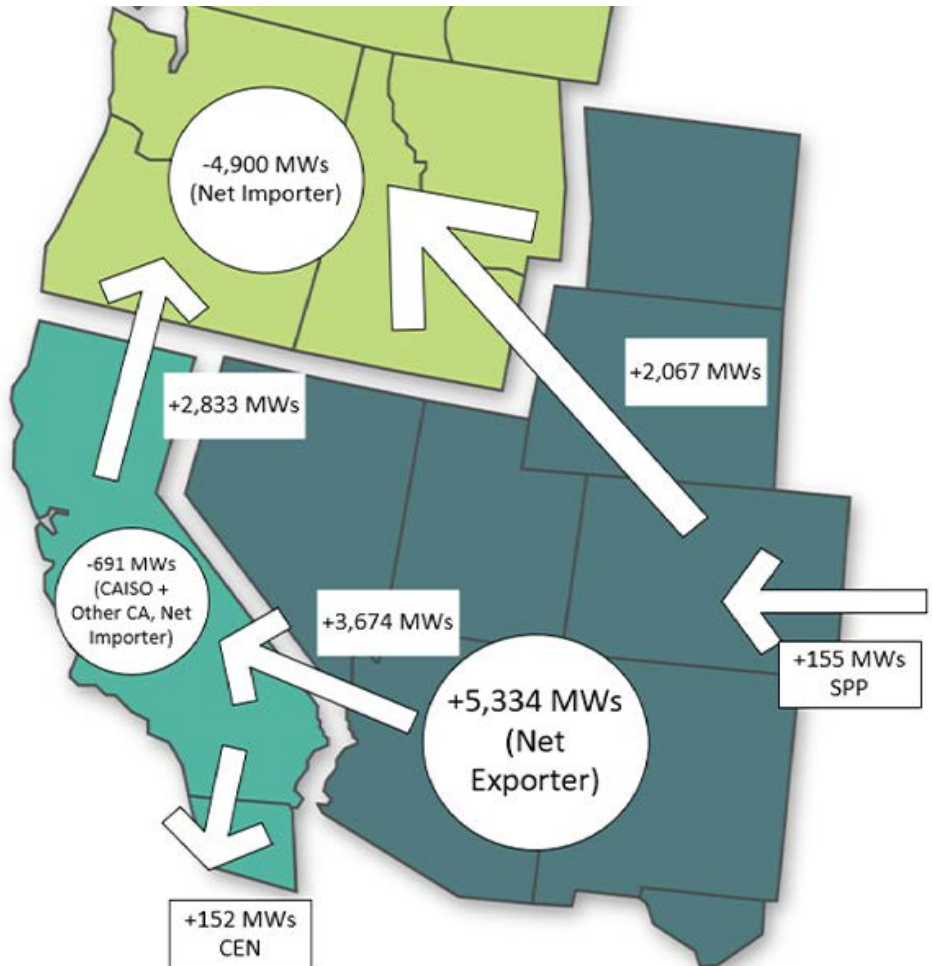 -4,900 MWs
(Net Importer)
+2,067 MWs
+2,833 MWs
-691 MWs
(CAISO +
Other CA, Net
Importer)
+3,674 MWs
+5,334 MWs
(Net
Exporter)
+155 MWs
SPP
+152 MWs
CEN